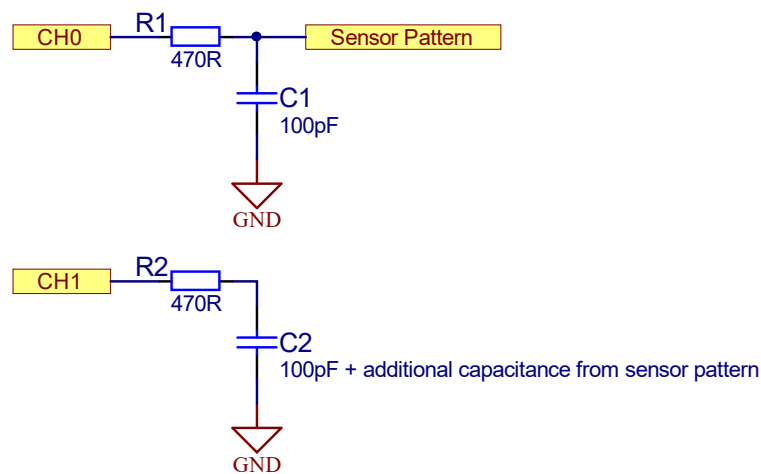 CH0
R1
470R
Sensor Pattern
C1
100pF
GND
CH1
R2
470R
C2
100pF + additional capacitance from sensor pattern
GND